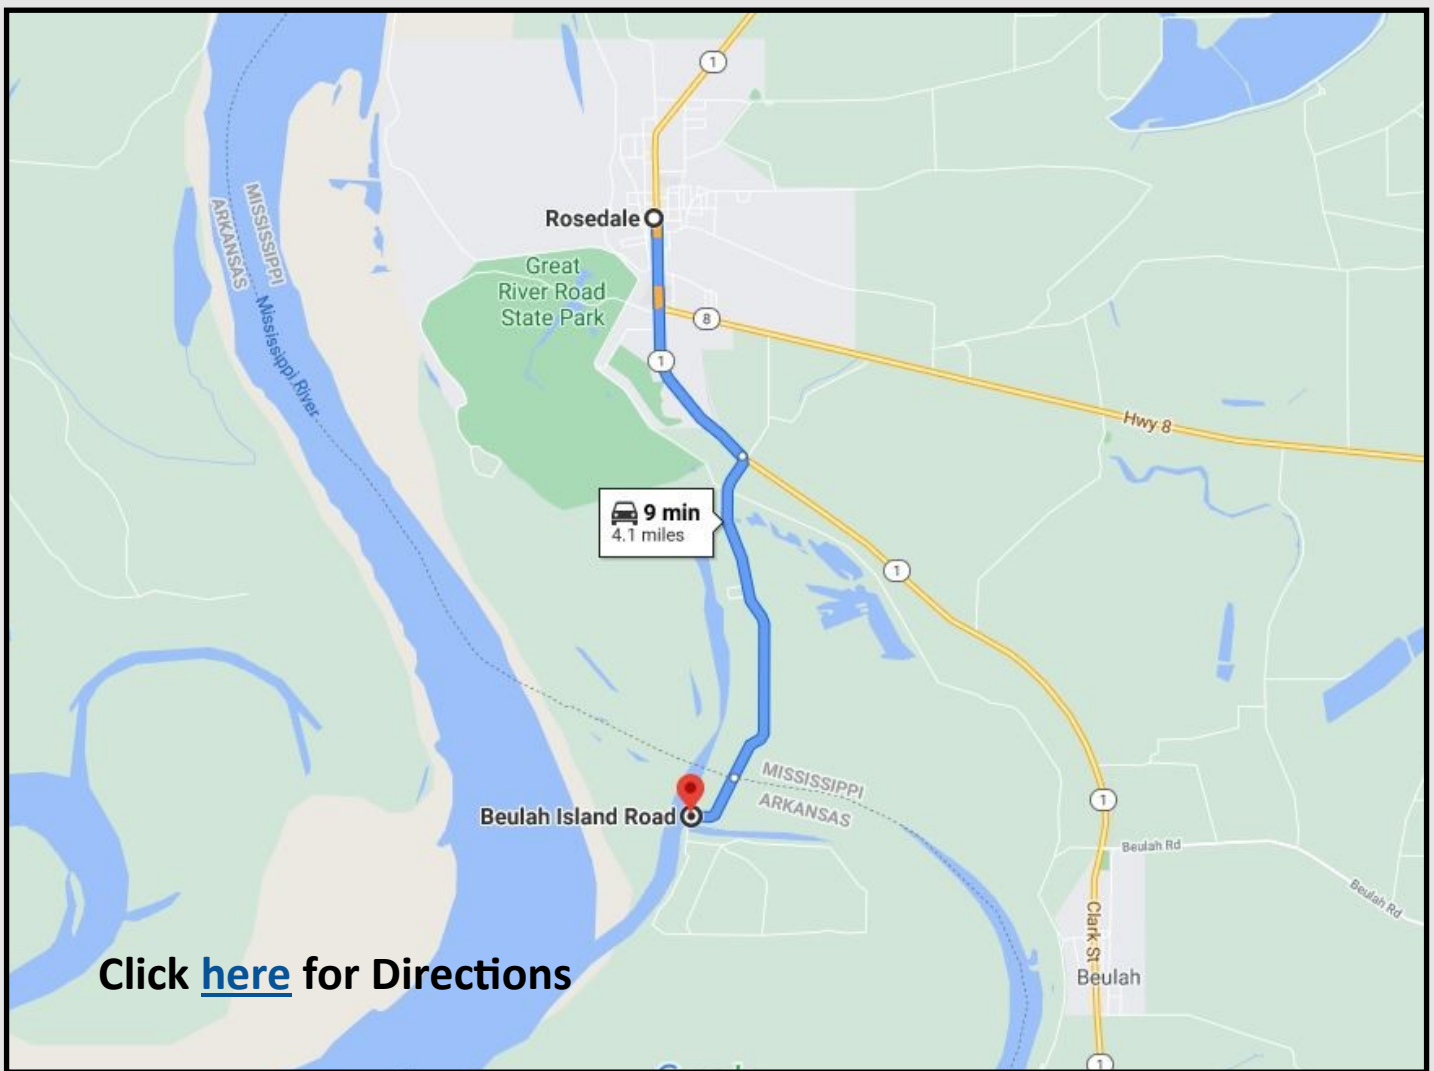 1
Rosedale
Great
River Road
State Park
MISSISSIPPI
ARKANSAS
Mississippi River
8
1
Hwy 8
9 min
4.1 miles
1
MISSISSIPPI
ARKANSAS
Beulah Island Road
1
Beulah Rd
Beulah Rd
Clark St
Beulah
Click here for Directions
1